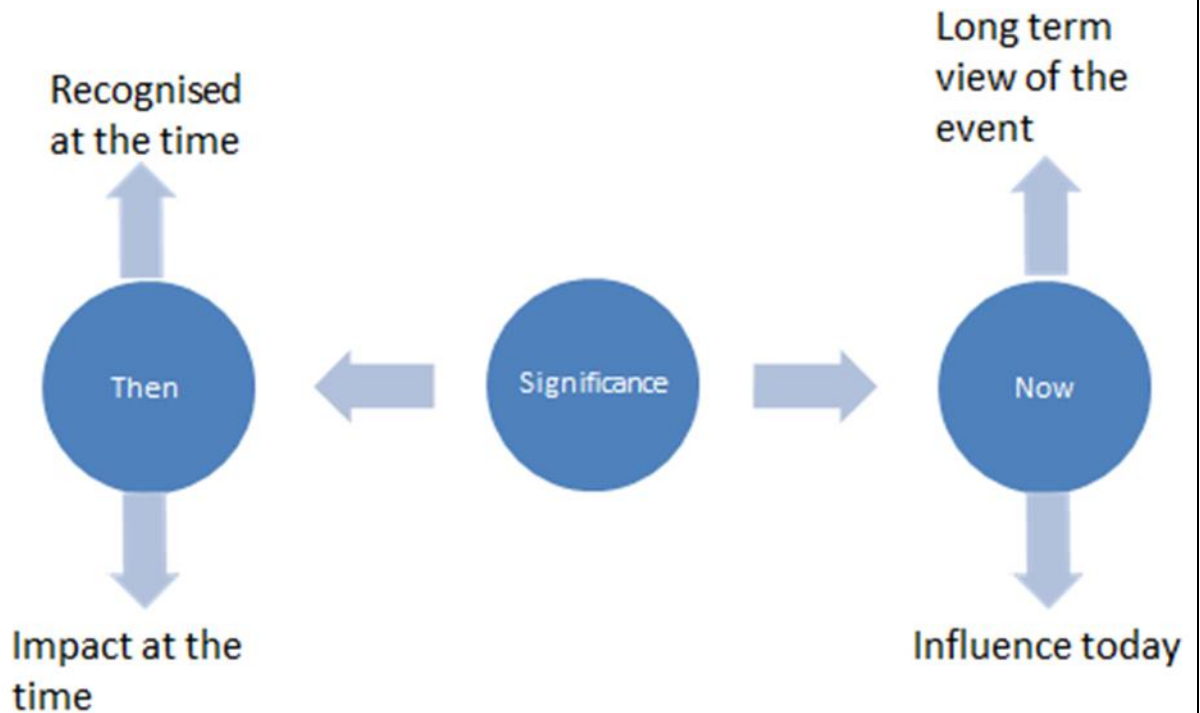 Recognised
at the time
Long term
view of the
event
Then
Significance
Now
Impact at the
time
Influence today